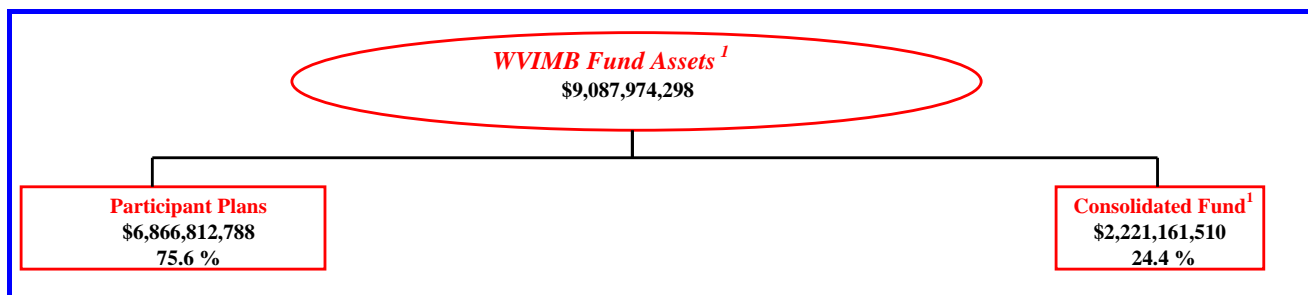 WVIMB Fund Assets 1
$9,087,974,298
Participant Plans
$6,866,812,788
75.6 %
Consolidated Fund1
$2,221,161,510
24.4 %